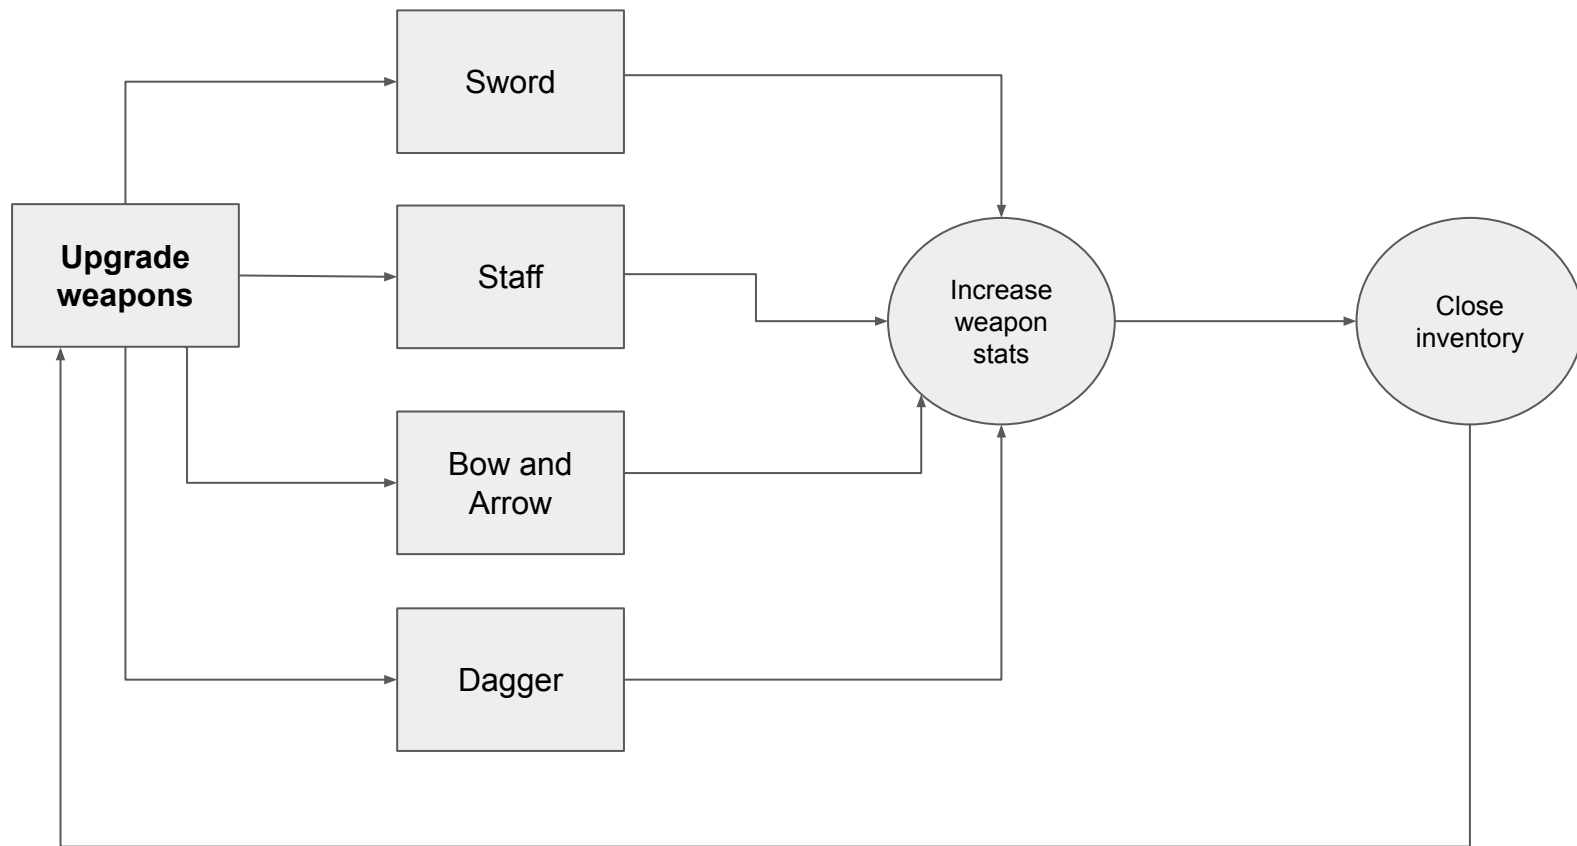 Upgrade
weapons
Sword
Staff
Bow and
Arrow
Dagger
Increase
weapon
stats
Close
inventory